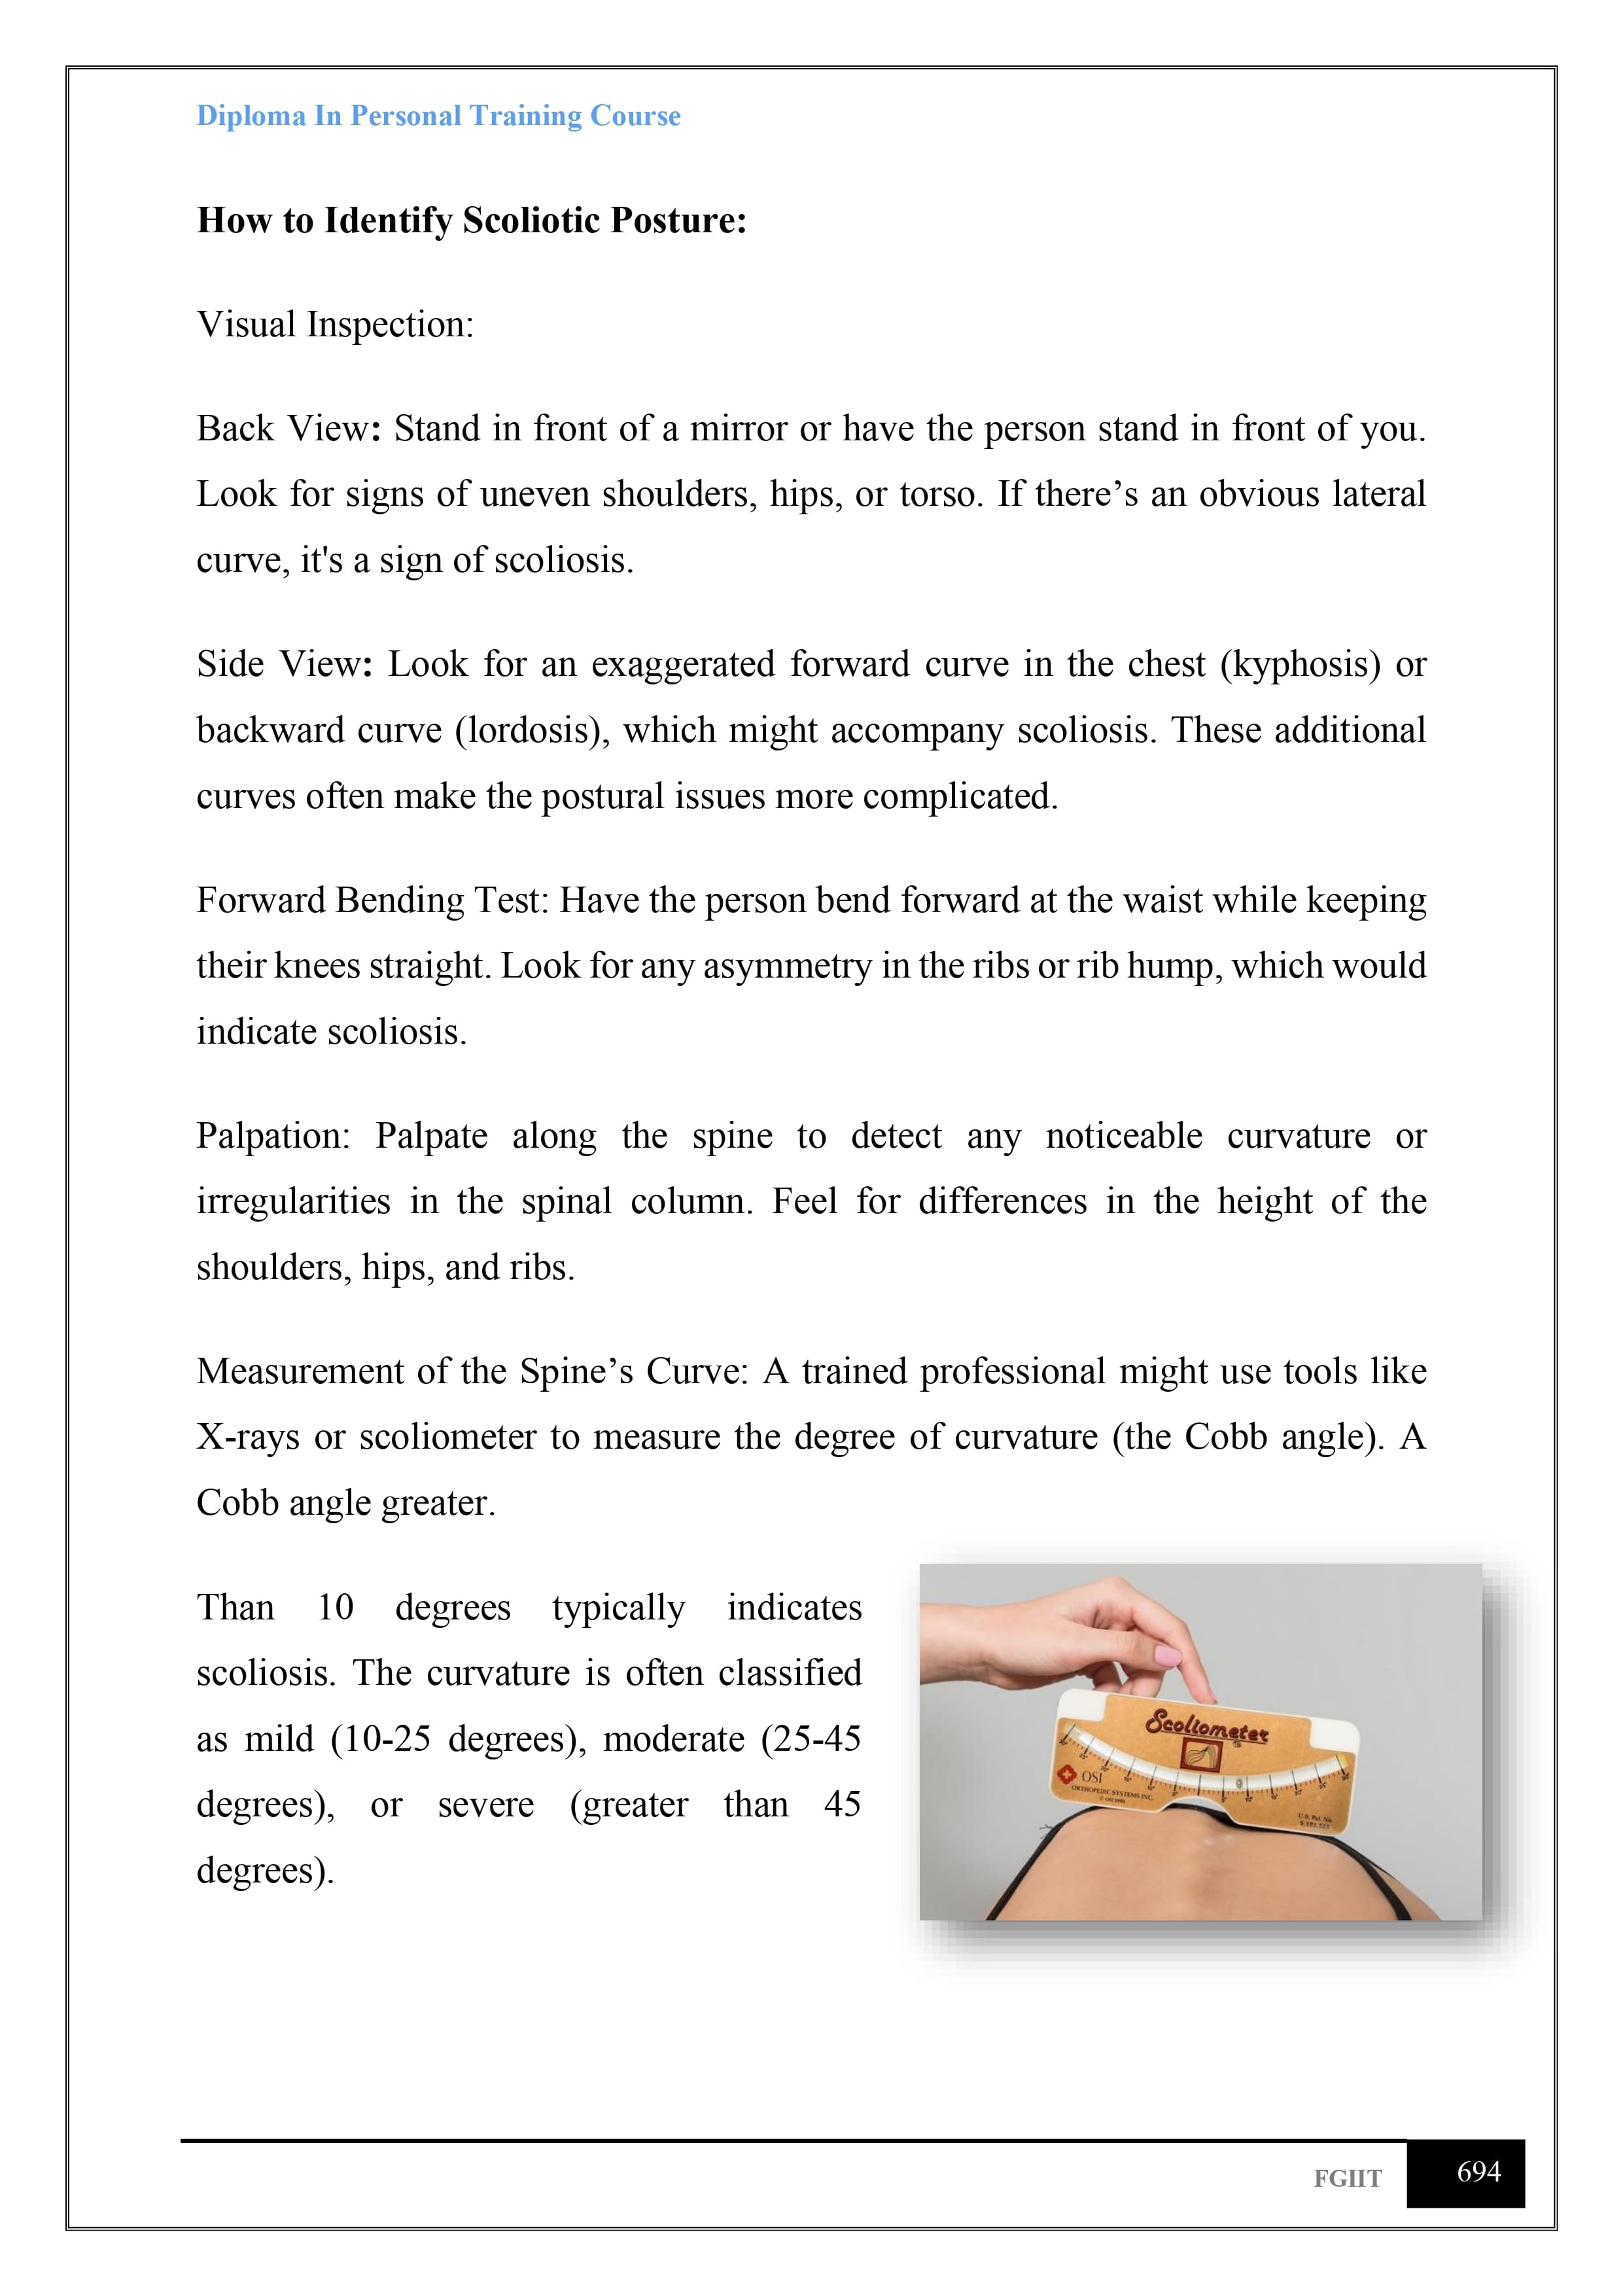 Diploma In Personal Training Course
How to Identify Scoliotic Posture:
Visual Inspection:
Back View: Stand in front of a mirror or have the person stand in front of you.
Look for signs of uneven shoulders, hips, or torso. If there’s an obvious lateral
curve, it's a sign of scoliosis.
Side View: Look for an exaggerated forward curve in the chest (kyphosis) or
backward curve (lordosis), which might accompany scoliosis. These additional
curves often make the postural issues more complicated.
Forward Bending Test: Have the person bend forward at the waist while keeping
their knees straight. Look for any asymmetry in the ribs or rib hump, which would
indicate scoliosis.
Palpation: Palpate along the spine to detect any noticeable curvature or
irregularities in the spinal column. Feel for differences in the height of the
shoulders, hips, and ribs.
Measurement of the Spine’s Curve: A trained professional might use tools like
X-rays or scoliometer to measure the degree of curvature (the Cobb angle). A
Cobb angle greater.
Than 10 degrees typically indicates
scoliosis. The curvature is often classified
as mild (10-25 degrees), moderate (25-45
degrees), or severe (greater than 45
degrees).
Scoliometer
OSI
ORTHOPEDIC SYSTEMS INC.
U.S. Pat. No.
FGIIT
694